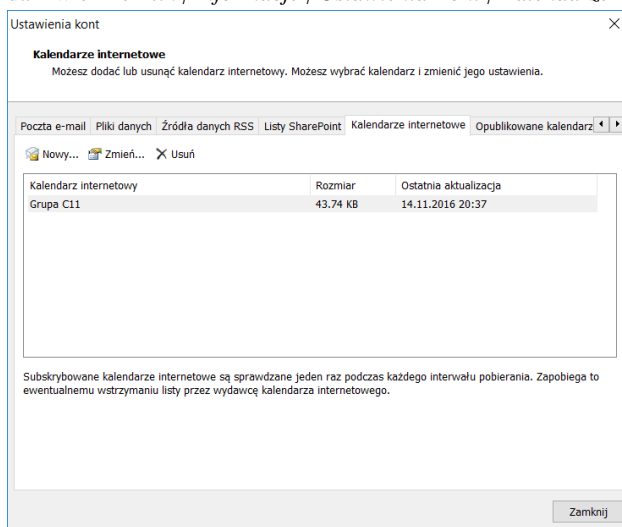 Ustawienia kont
Kalendarze internetowe
Możesz dodać lub usunąć kalendarz internetowy. Możesz wybrać kalendarz i zmienić jego ustawienia.
Poczta e-mail Pliki danych Źródła danych RSS Listy SharePoint Kalendarze internetowe Opublikowane kalendarz
Nowy... Zmień... Usuń
Kalendarz internetowy Rozmiar Ostatnia aktualizacja
Grupa C11 43.74 KB 14.11.2016 20:37
Subskrybowane kalendarze internetowe są sprawdzane jeden raz podczas każdego interwału pobierania. Zapobiega to
ewentualnemu wstrzymaniu listy przez wydawcę kalendarza internetowego.
Zamknij